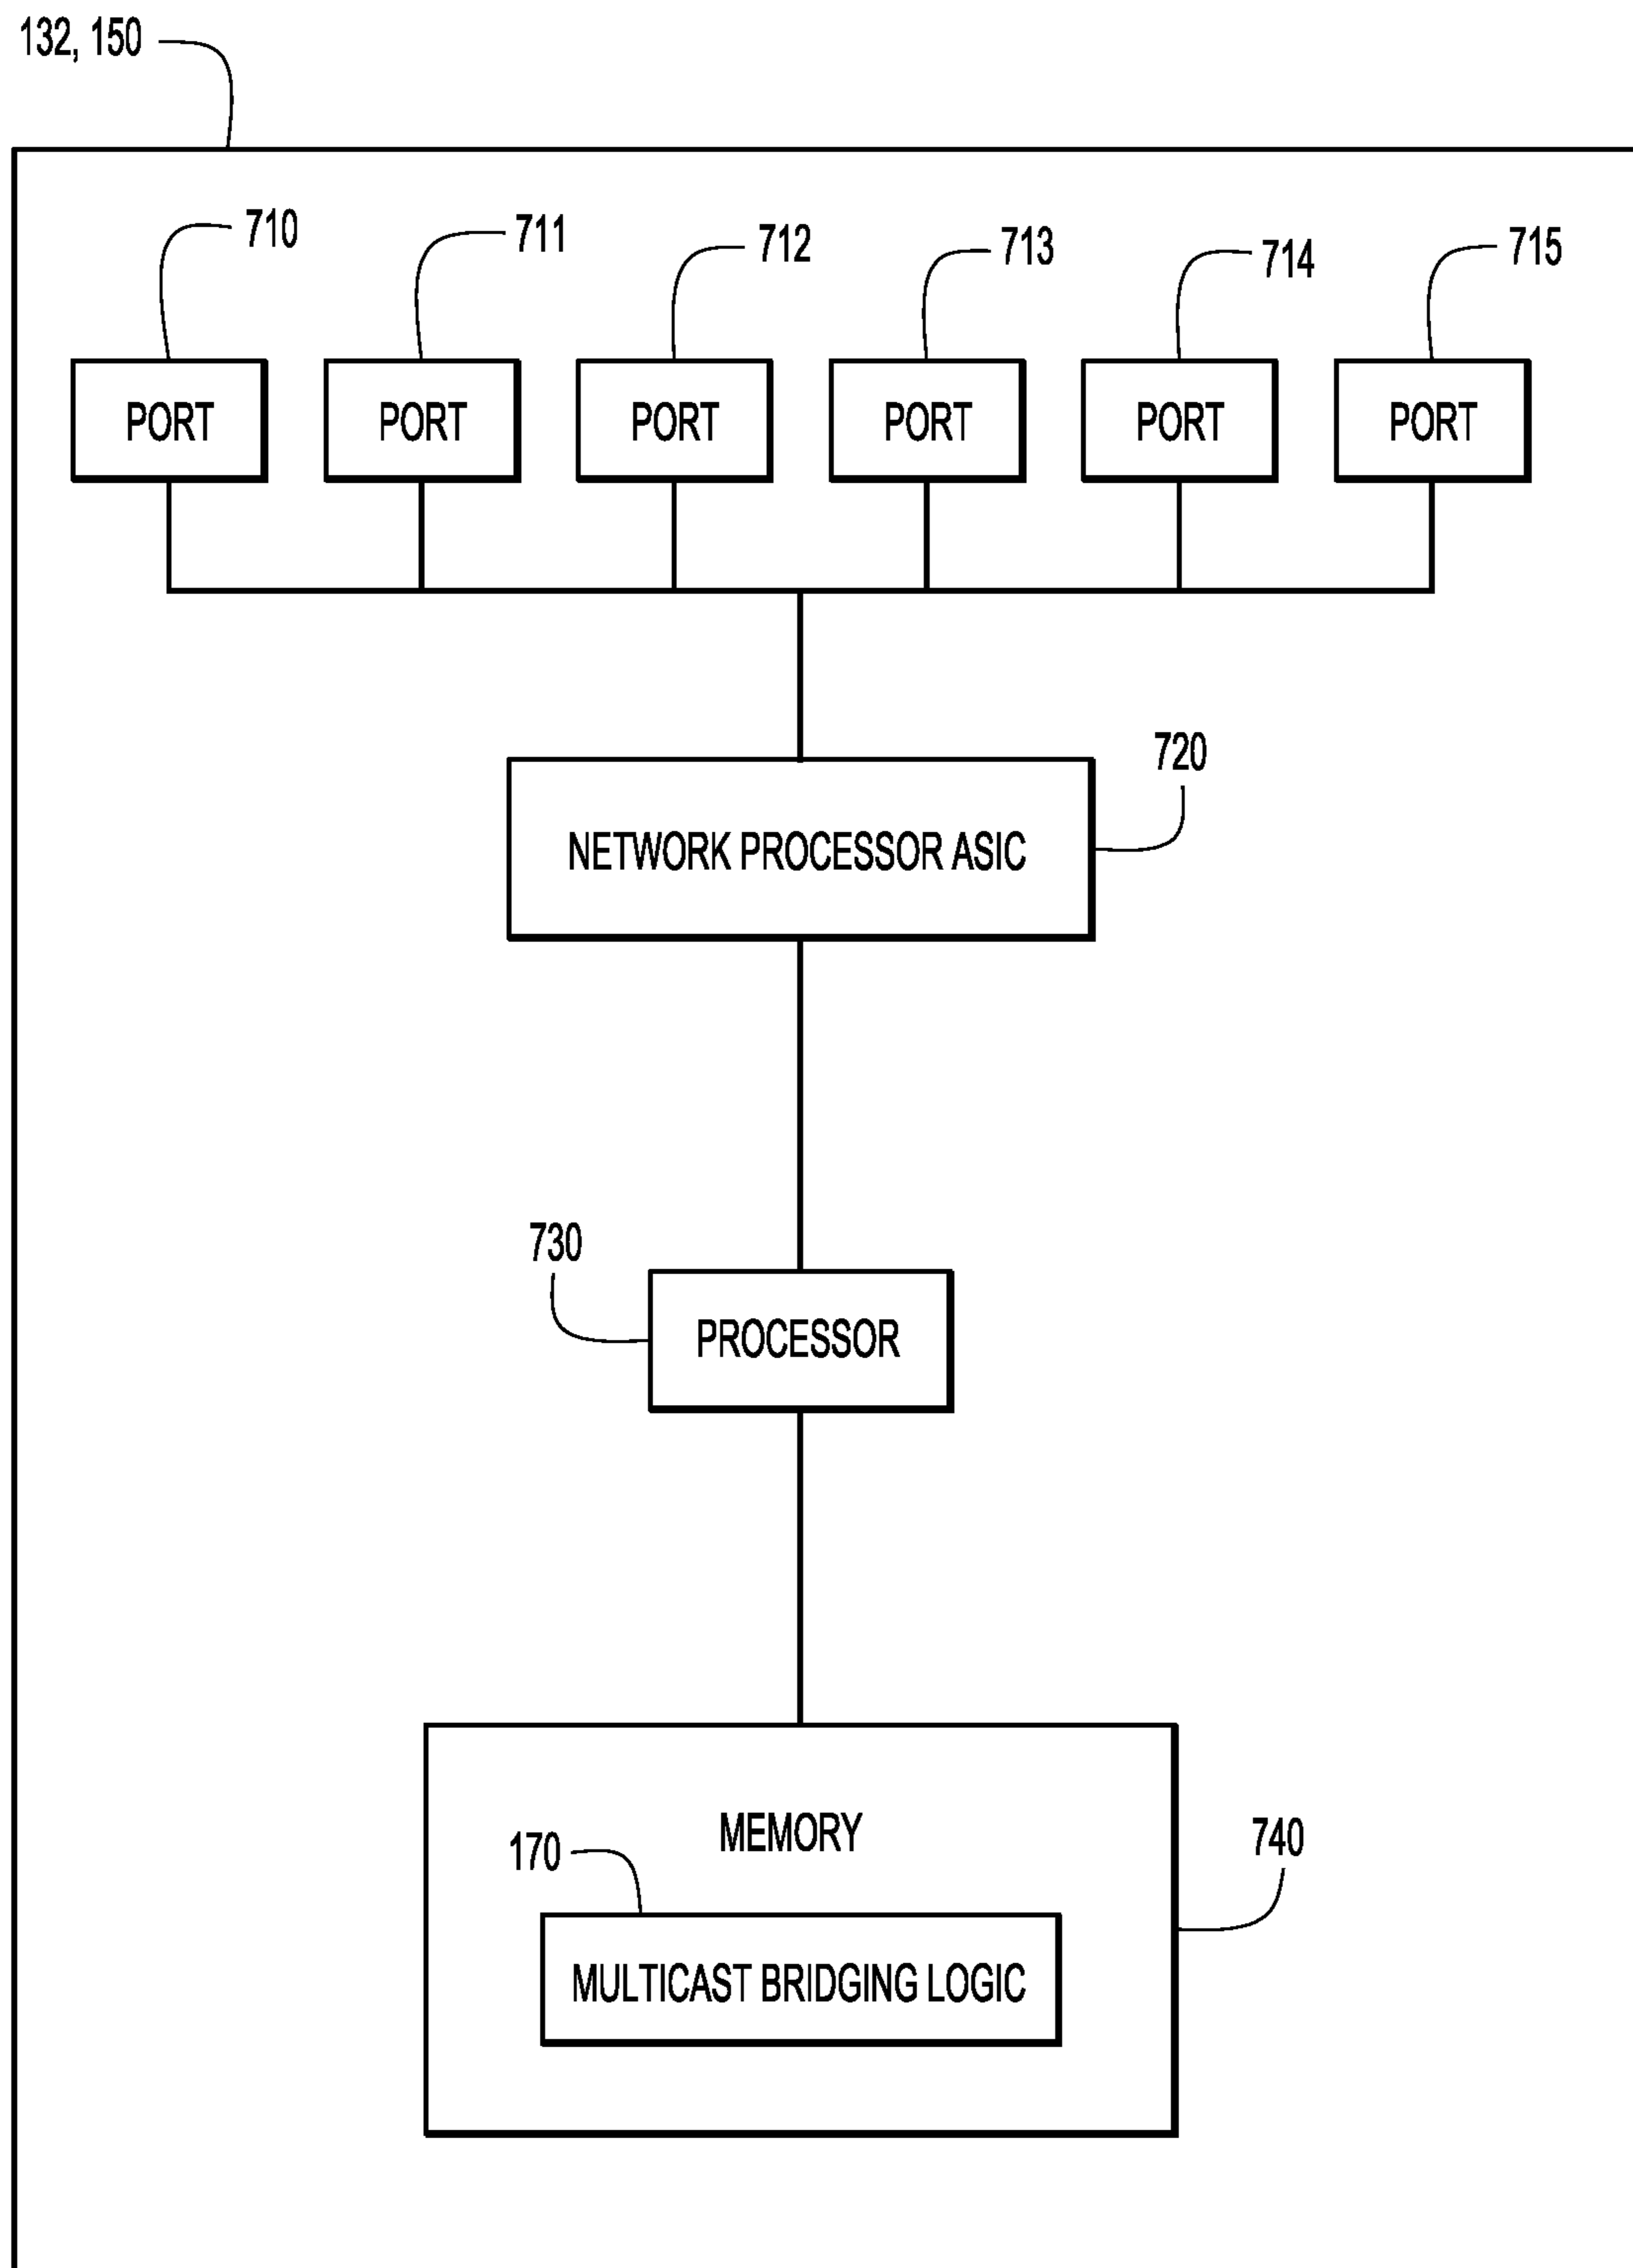 132, 150
710
711
712
713
714
715
PORT
PORT
PORT
PORT
PORT
PORT
720
NETWORK PROCESSOR ASIC
730
PROCESSOR
MEMORY
170
740
MULTICAST BRIDGING LOGIC